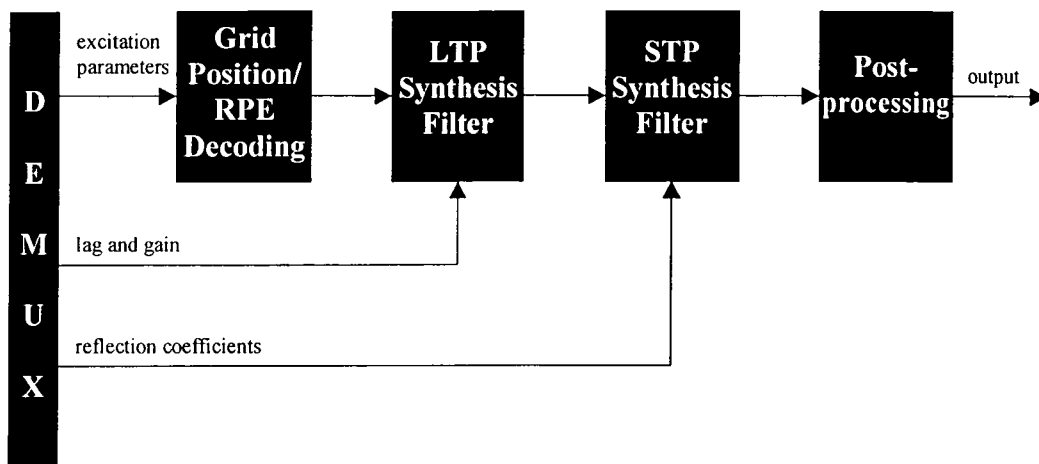 excitation
parameters
Grid
Position/
RPE
Decoding
LTP
Synthesis
Filter
STP
Synthesis
Filter
Post-
processing
output
lag and gain
reflection coefficients
D
E
M
U
X